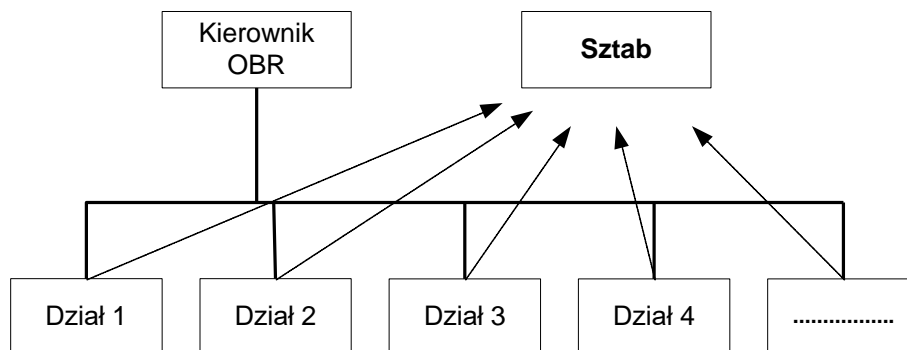 Kierownik
OBR
Sztab
Dział 1
Dział 2
Dział 3
Dział 4
.................